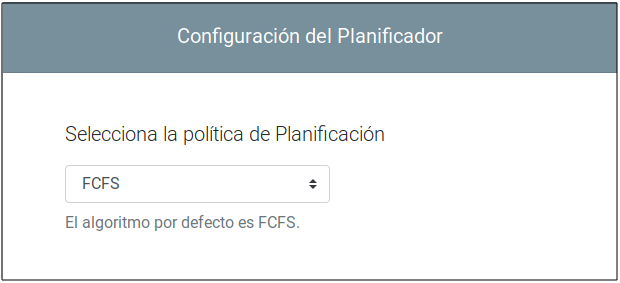 Configuración del Planificador
Selecciona la política de Planificación
FCFS
El algoritmo por defecto es FCFS.